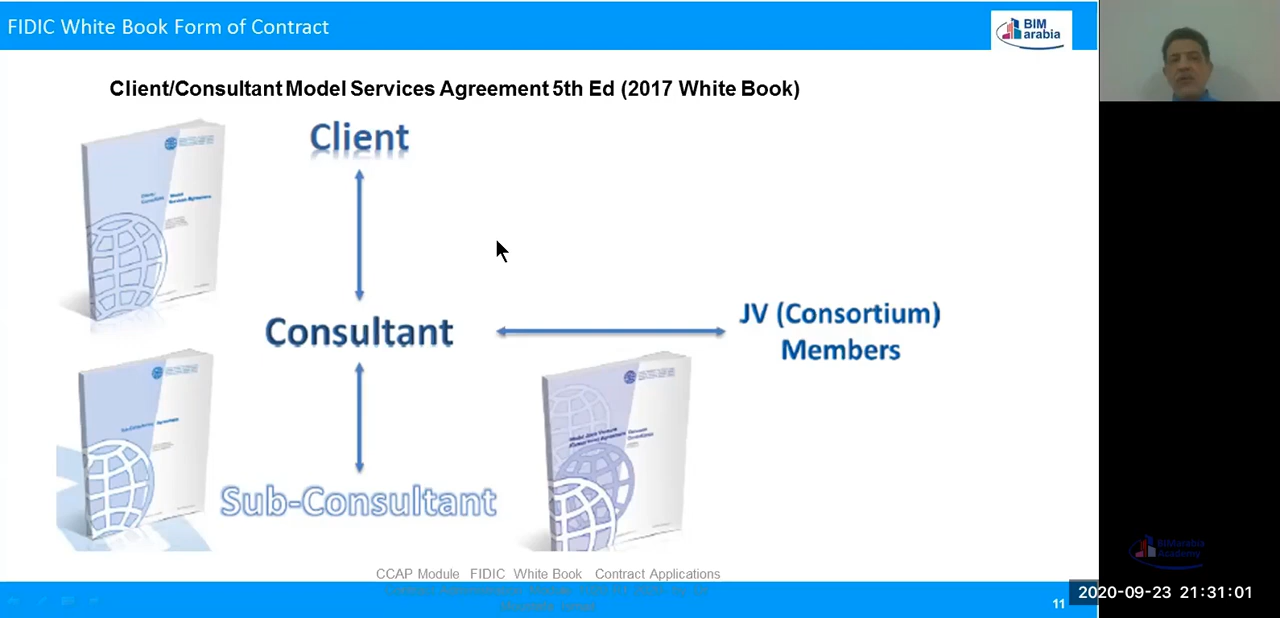 FIDIC White Book Form of Contract
BIM
arabia
Client/Consultant Model Services Agreement 5th Ed (2017 White Book)
Client
Consultant
JV (Consortium)
Members
Sub-Consultant
CCAP Module FIDIC White Book Contract Applications
11
BIMarabia
Academy
2020-09-23 21:31:01